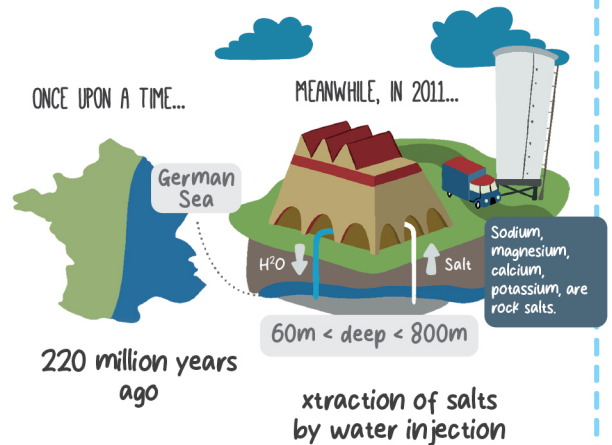 ONCE UPON A TIME...
MEANWHILE, IN 2011...
German
Sea
H²O
Salt
Sodium,
magnesium,
calcium,
potassium, are
rock salts.
60m < deep < 800m
220 million years
ago
xtraction of salts
by water injection